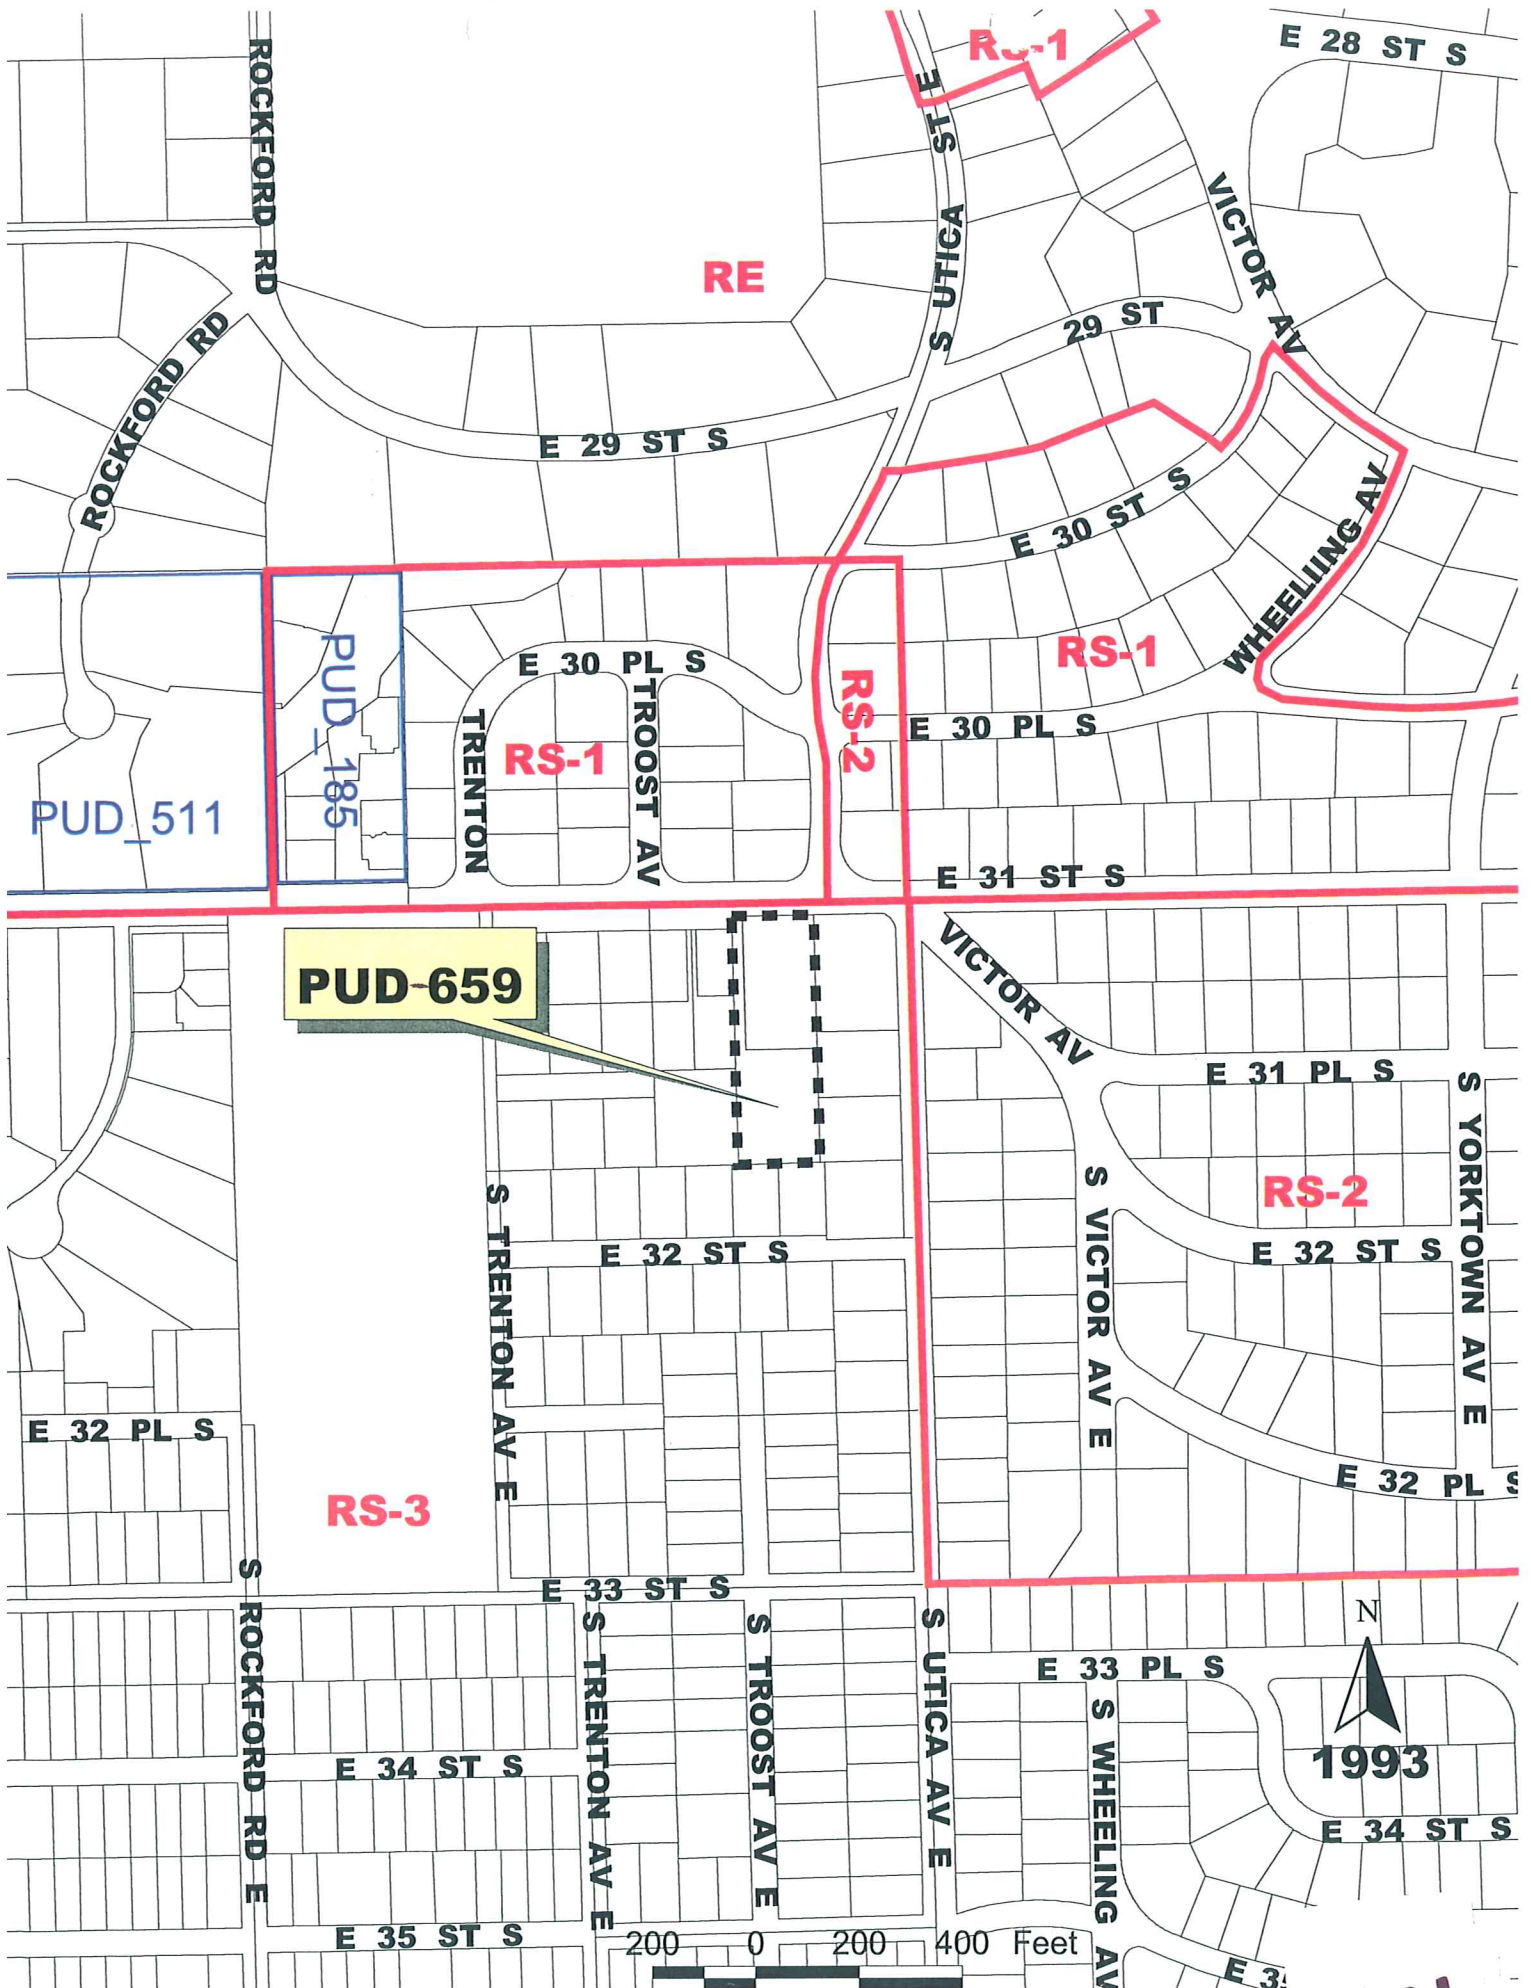 E 28 ST S
ROCKFORD RD
S UTICA ST E
VICTOR AV
RE
29 ST
ROCKFORD RD
E 29 ST S
E 30 ST S
WHEELIING AV
PUD_185
E 30 PL S
RS-1
TRENTON
TROOST AV
RS-1
RS-2
E 30 PL S
PUD_511
E 31 ST S
PUD-659
VICTOR AV
E 31 PL S
S YORKTOWN AV E
S VICTOR AV E
RS-2
S TRENTON AV E
E 32 ST S
E 32 ST S
E 32 PL S
E 32 PL S
RS-3
E 33 ST S
S ROCKFORD RD E
S TRENTON AV E
S TROOST AV E
S UTICA AV E
N
E 33 PL S
S WHEELING AV
1993
E 34 ST S
E 34 ST S
E 35 ST S
200 0 200 400 Feet